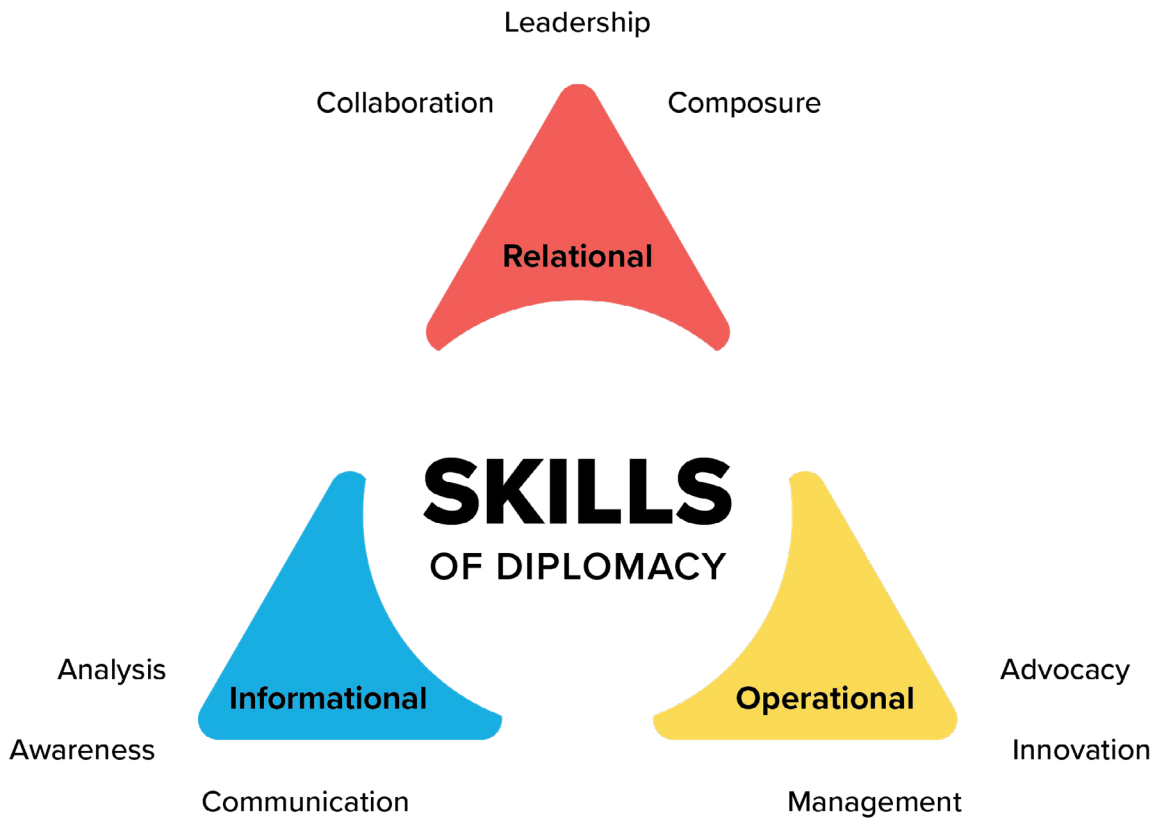 Leadership
Collaboration
Composure
Relational
SKILLS
OF DIPLOMACY
Analysis
Informational
Awareness
Communication
Operational
Advocacy
Innovation
Management